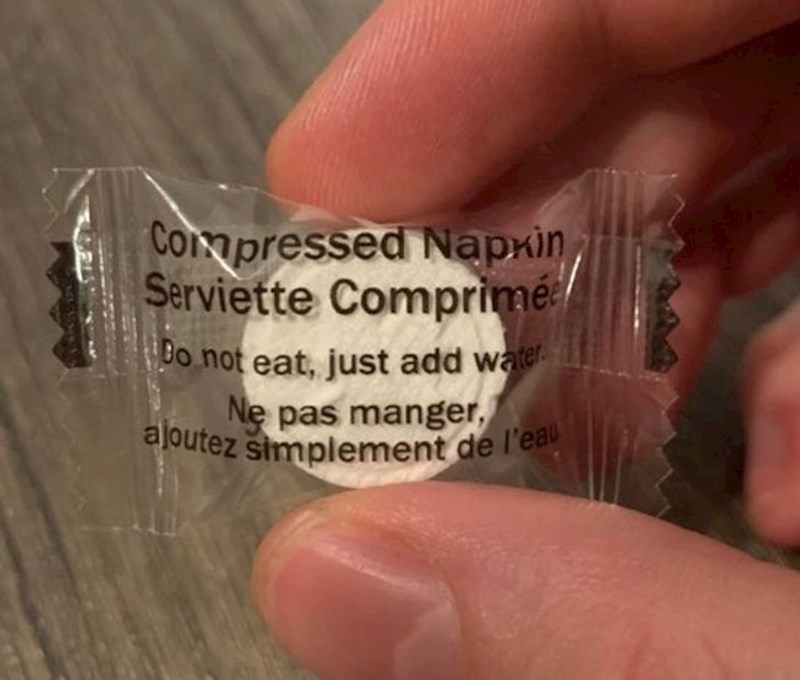 Compressed Napkin
Serviette Comprimée
Do not eat, just add water.
Ne pas manger,
ajoutez simplement de l'eau